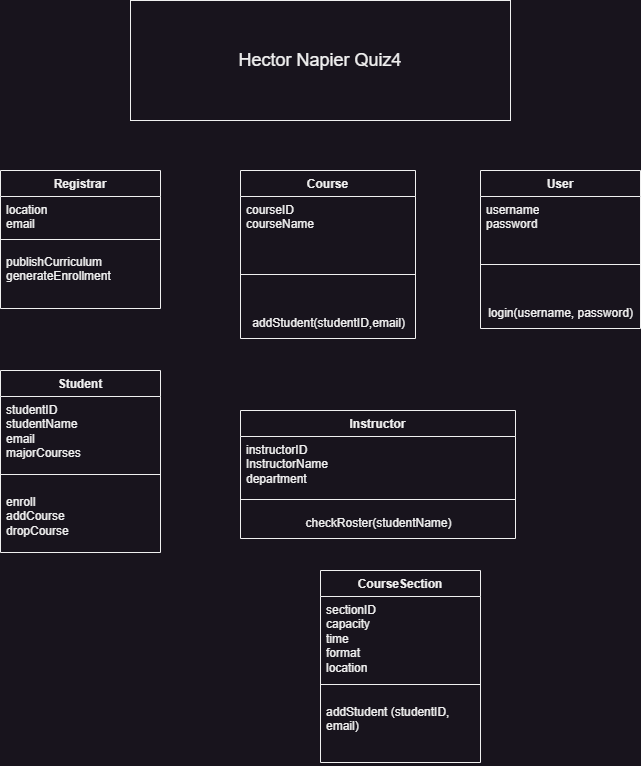 Hector Napier Quiz4
Registrar
location
email
publishCurriculum
generateEnrollment
Course
courseID
courseName
addStudent(studentID,email)
User
username
password
login(username, password)
Student
studentID
studentName
email
majorCourses
enroll
addCourse
dropCourse
Instructor
instructorID
InstructorName
department
checkRoster(studentName)
CourseSection
sectionID
capacity
time
format
location
addStudent (studentID,
email)